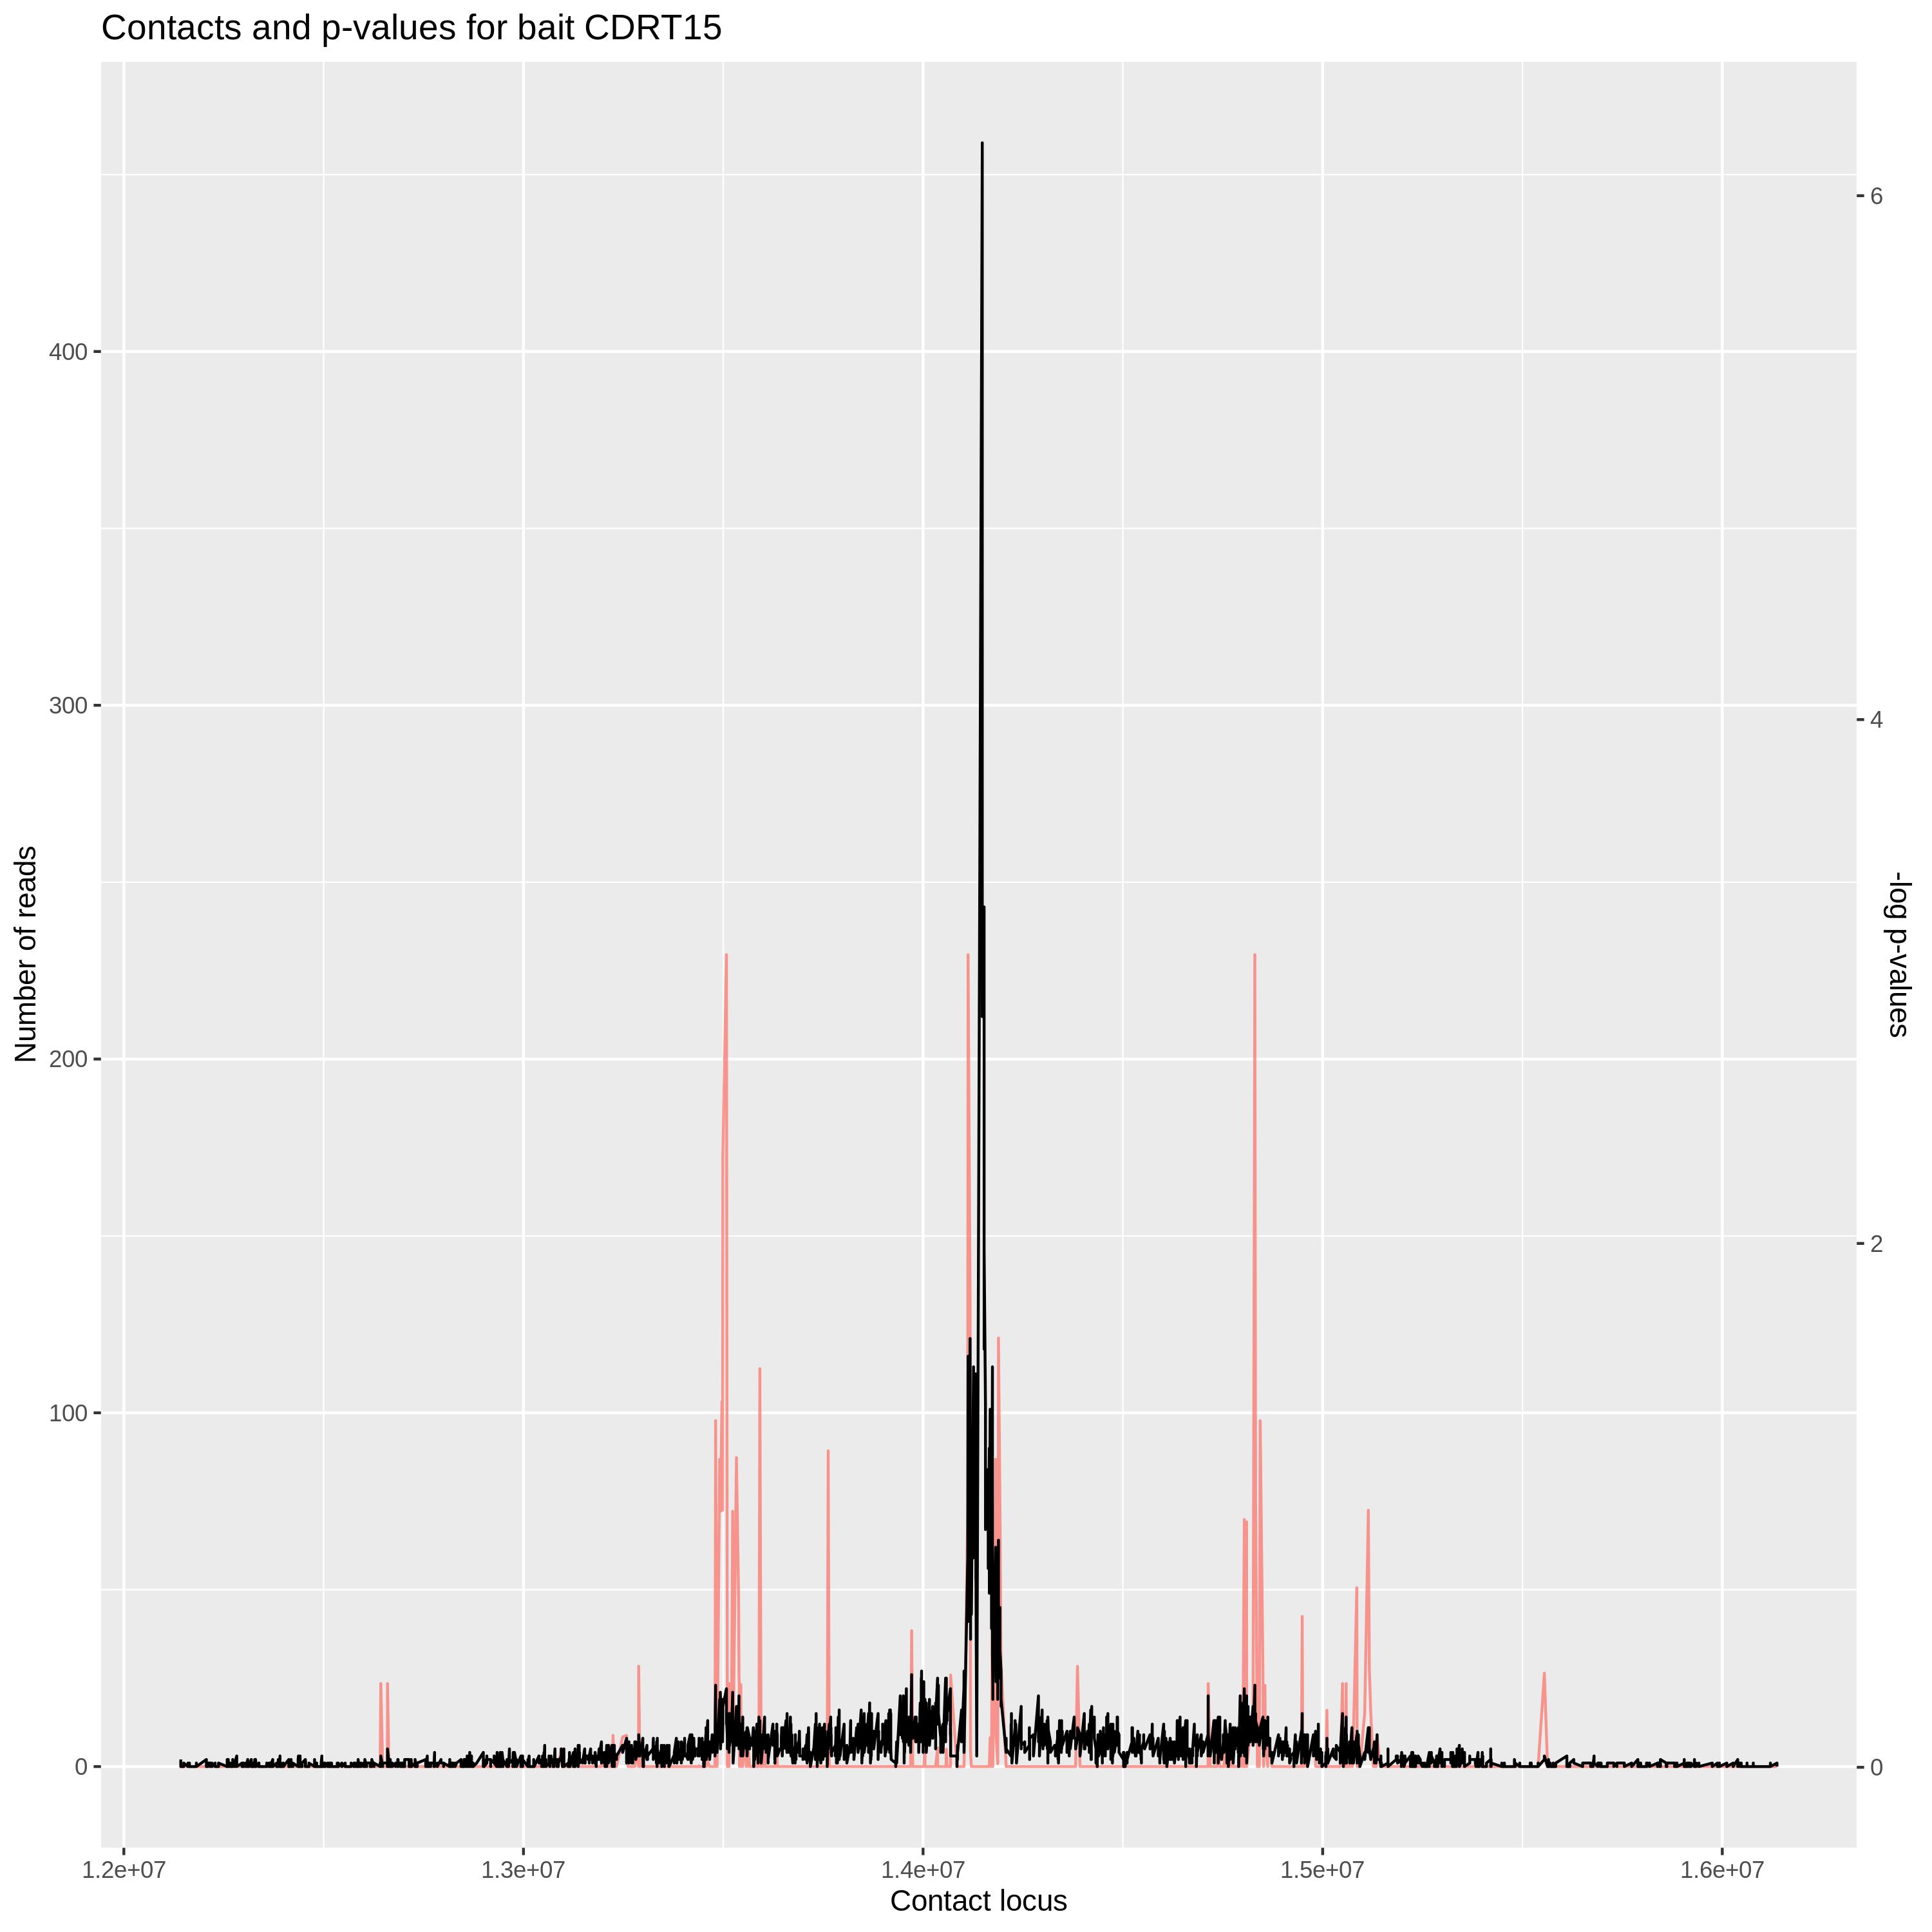 Contacts and p-values for bait CDRT15
Number of reads
400
300
200
100
0
6
4
2
0
-log p-values
1.2e+07 1.3e+07 1.4e+07 1.5e+07 1.6e+07
Contact locus